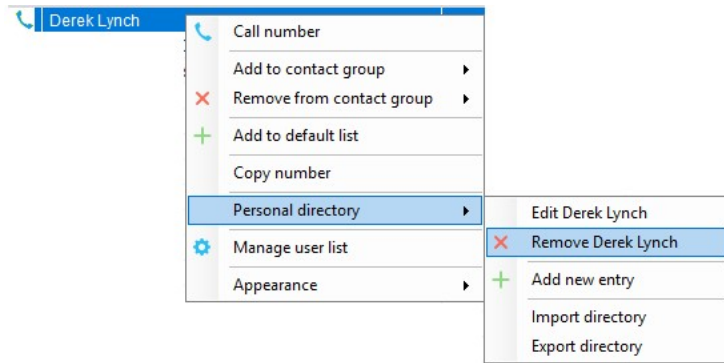 Derek Lynch
Call number
Add to contact group
Remove from contact group
Add to default list
Copy number
Personal directory
Edit Derek Lynch
Remove Derek Lynch
Manage user list
Add new entry
Appearance
Import directory
Export directory